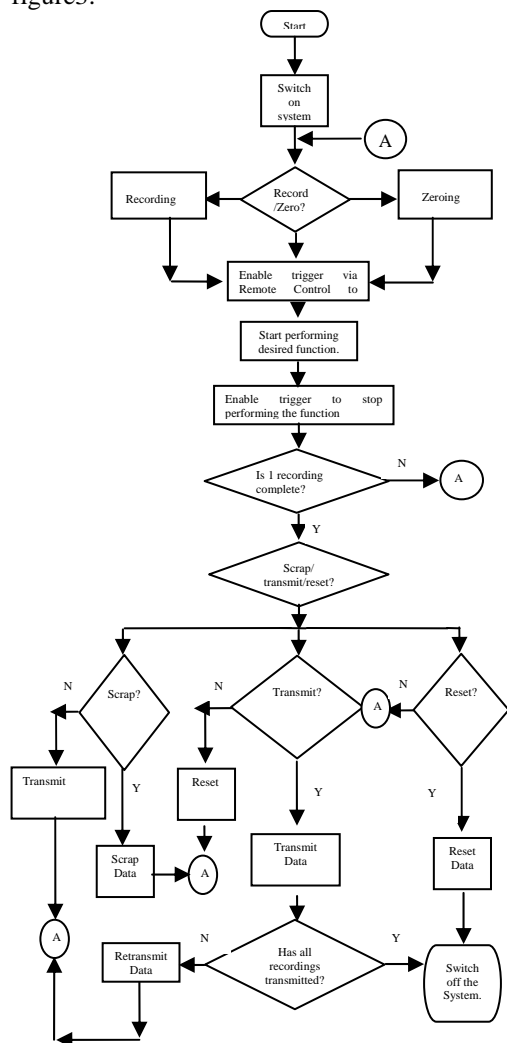 figure3.
Start
Switch
on
system
A
Record
/Zero?
Recording
Zeroing
Enable trigger via
Remote Control to
Start performing
desired function.
Enable trigger to stop
performing the function
Is 1 recording
complete?
N
A
Y
Scrap/
transmit/reset?
N
Scrap?
N
Transmit?
A
N
Reset?
Transmit
Y
Reset
Y
Y
Scrap
Data
A
Transmit
Data
Reset
Data
A
Retransmit
Data
N
Has all
recordings
transmitted?
Y
Switch
off the
System.